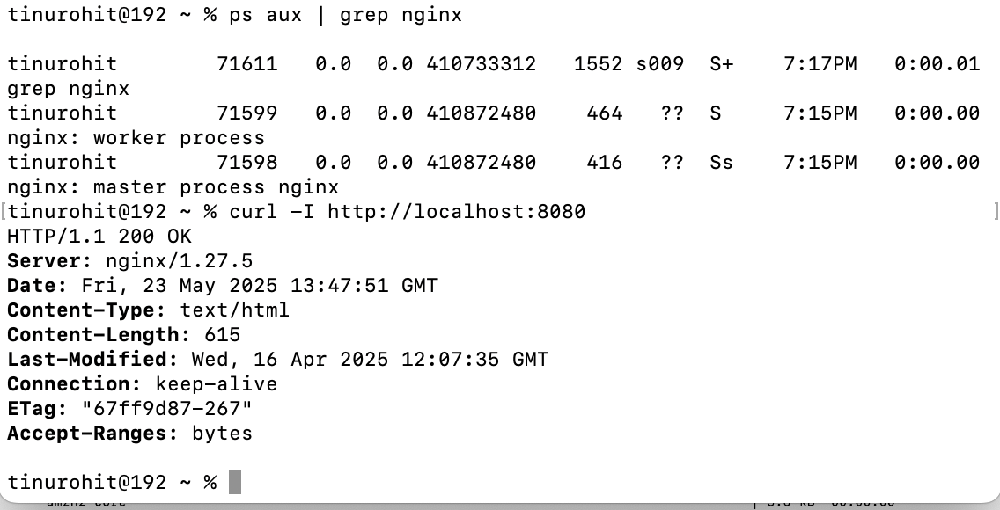 tinurohit@192 ~ % ps aux | grep nginx
tinurohit        71611   0.0  0.0 410733312   1552 s009  S+    7:17PM   0:00.01
grep nginx
tinurohit        71599   0.0  0.0 410872480    464   ??  S     7:15PM   0:00.00
nginx: worker process
tinurohit        71598   0.0  0.0 410872480    416   ??  Ss    7:15PM   0:00.00
nginx: master process nginx
[tinurohit@192 ~ % curl -I http://localhost:8080 ]
HTTP/1.1 200 OK
Server: nginx/1.27.5
Date: Fri, 23 May 2025 13:47:51 GMT
Content-Type: text/html
Content-Length: 615
Last-Modified: Wed, 16 Apr 2025 12:07:35 GMT
Connection: keep-alive
ETag: "67ff9d87-267"
Accept-Ranges: bytes
tinurohit@192 ~ %